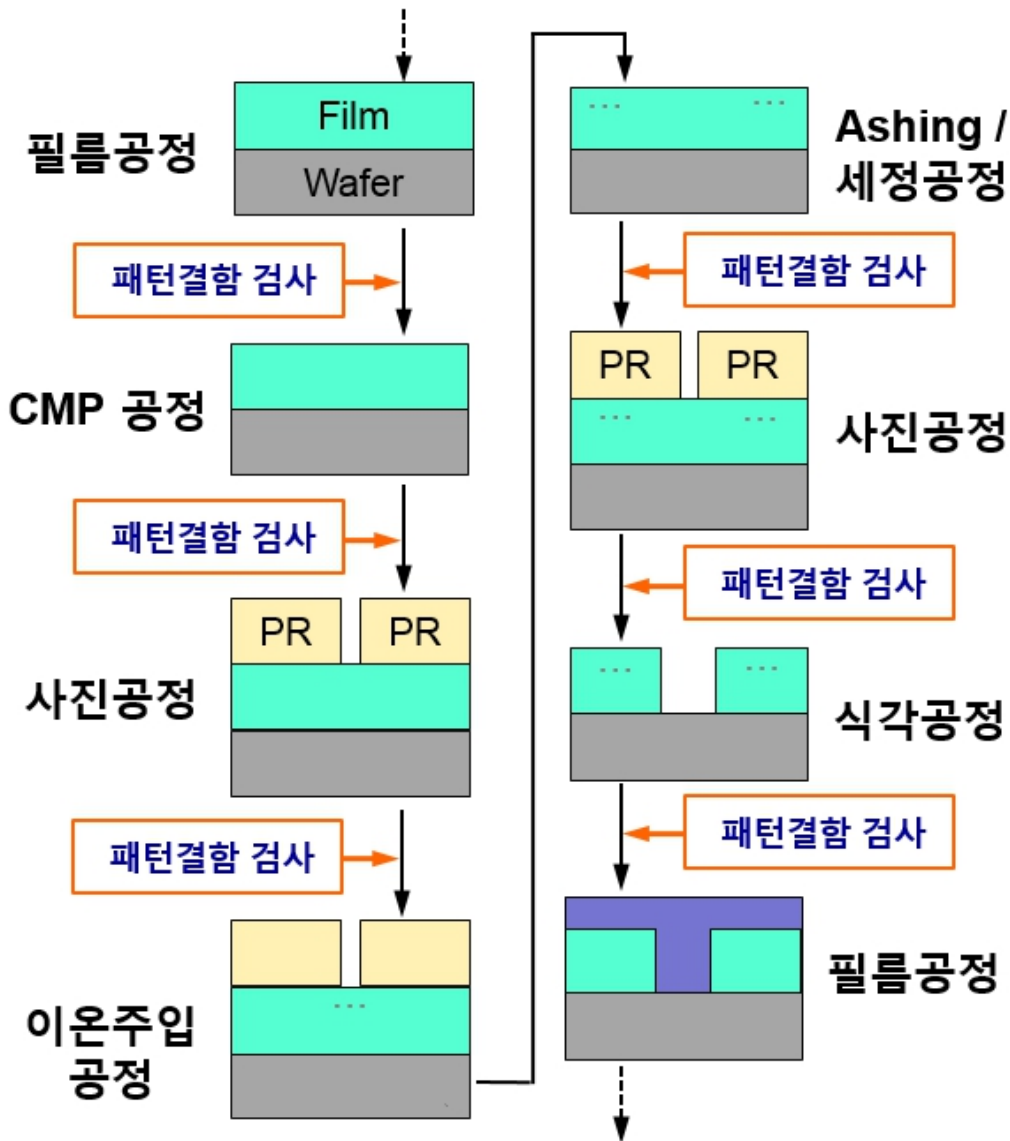 필름공정
Film
Wafer
패턴결함 검사
CMP 공정
패턴결함 검사
사진공정
PR PR
패턴결함 검사
이온주입
공정
Ashing /
세정공정
패턴결함 검사
PR PR
사진공정
패턴결함 검사
식각공정
패턴결함 검사
필름공정